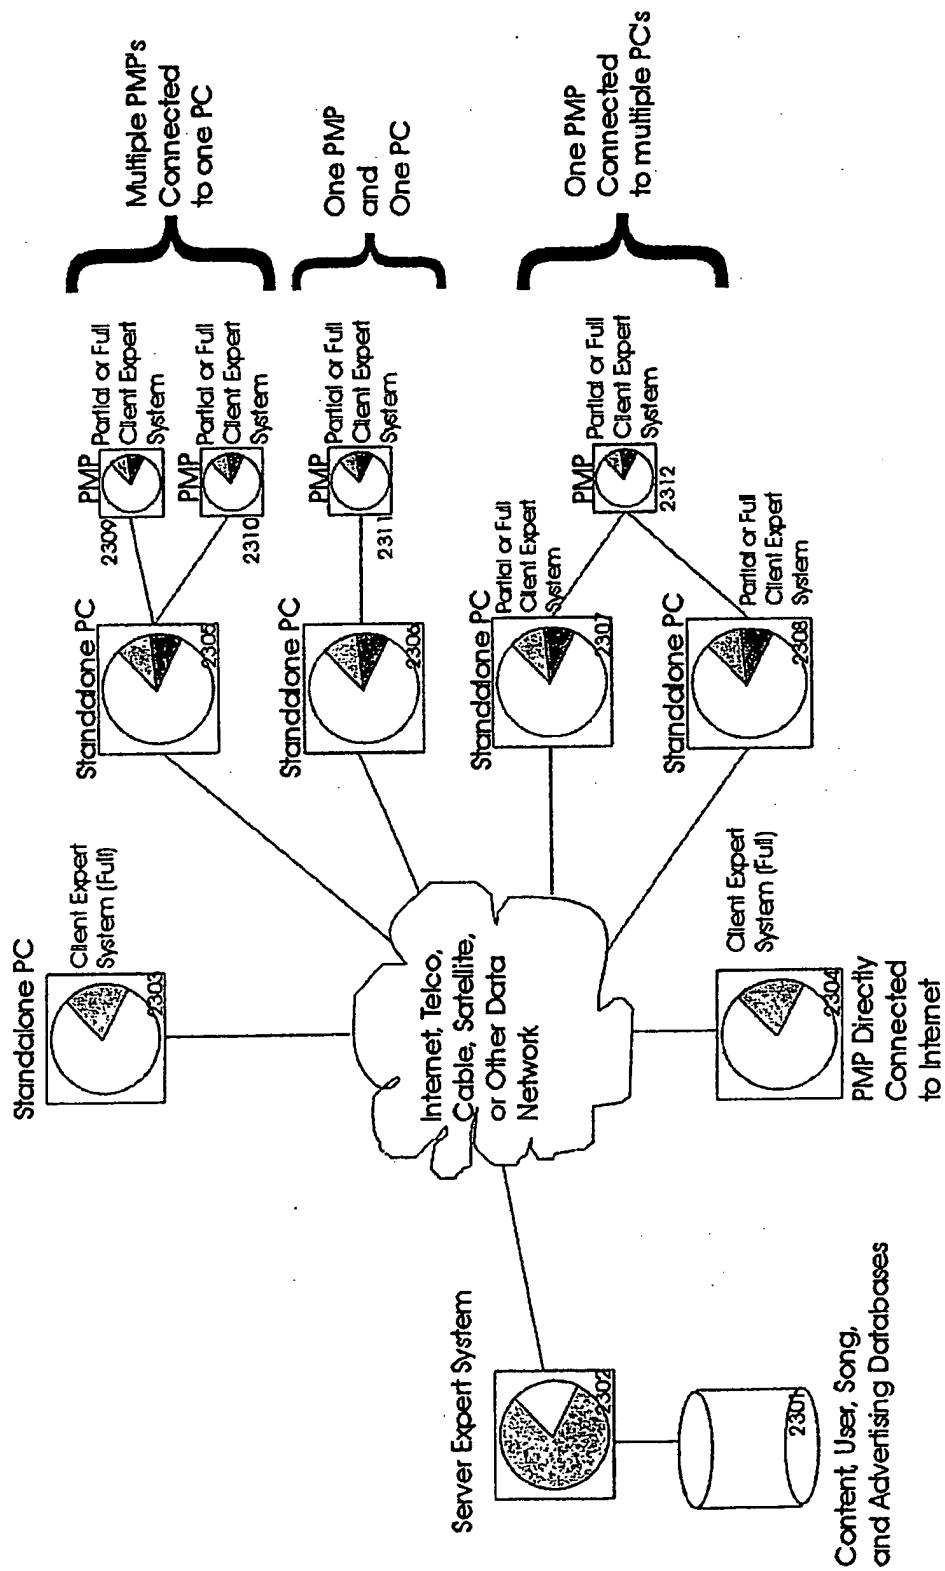 Standalone PC
Client Expert
System (Full)
2303
Standalone PC
2305
2309
PMP
Partial or Full
Client Expert
System
2310
PMP
Partial or Full
Client Expert
System
Multiple PMP's
Connected
to one PC
Standalone PC
2306
2311
PMP
Partial or Full
Client Expert
System
One PMP
and
One PC
Standalone PC
Partial or Full
Client Expert
System
2307
Standalone PC
Partial or Full
Client Expert
System
2308
PMP
2312
Partial or Full
Client Expert
System
One PMP
Connected
to multiple PC's
Internet, Telco,
Cable, Satellite,
or Other Data
Network
Client Expert
System (Full)
2304
PMP Directly
Connected
to Internet
Server Expert System
2302
2301
Content, User, Song,
and Advertising Databases